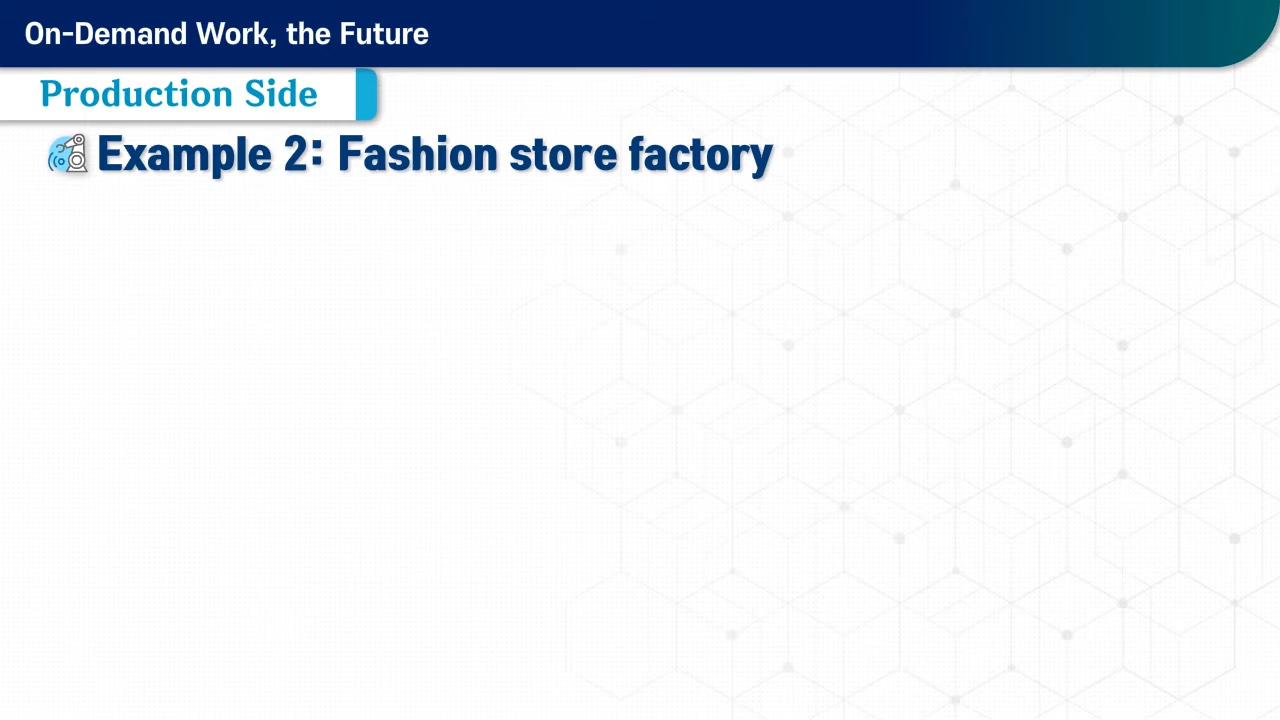 On-Demand Work, the Future
Production Side
Example 2: Fashion store factory